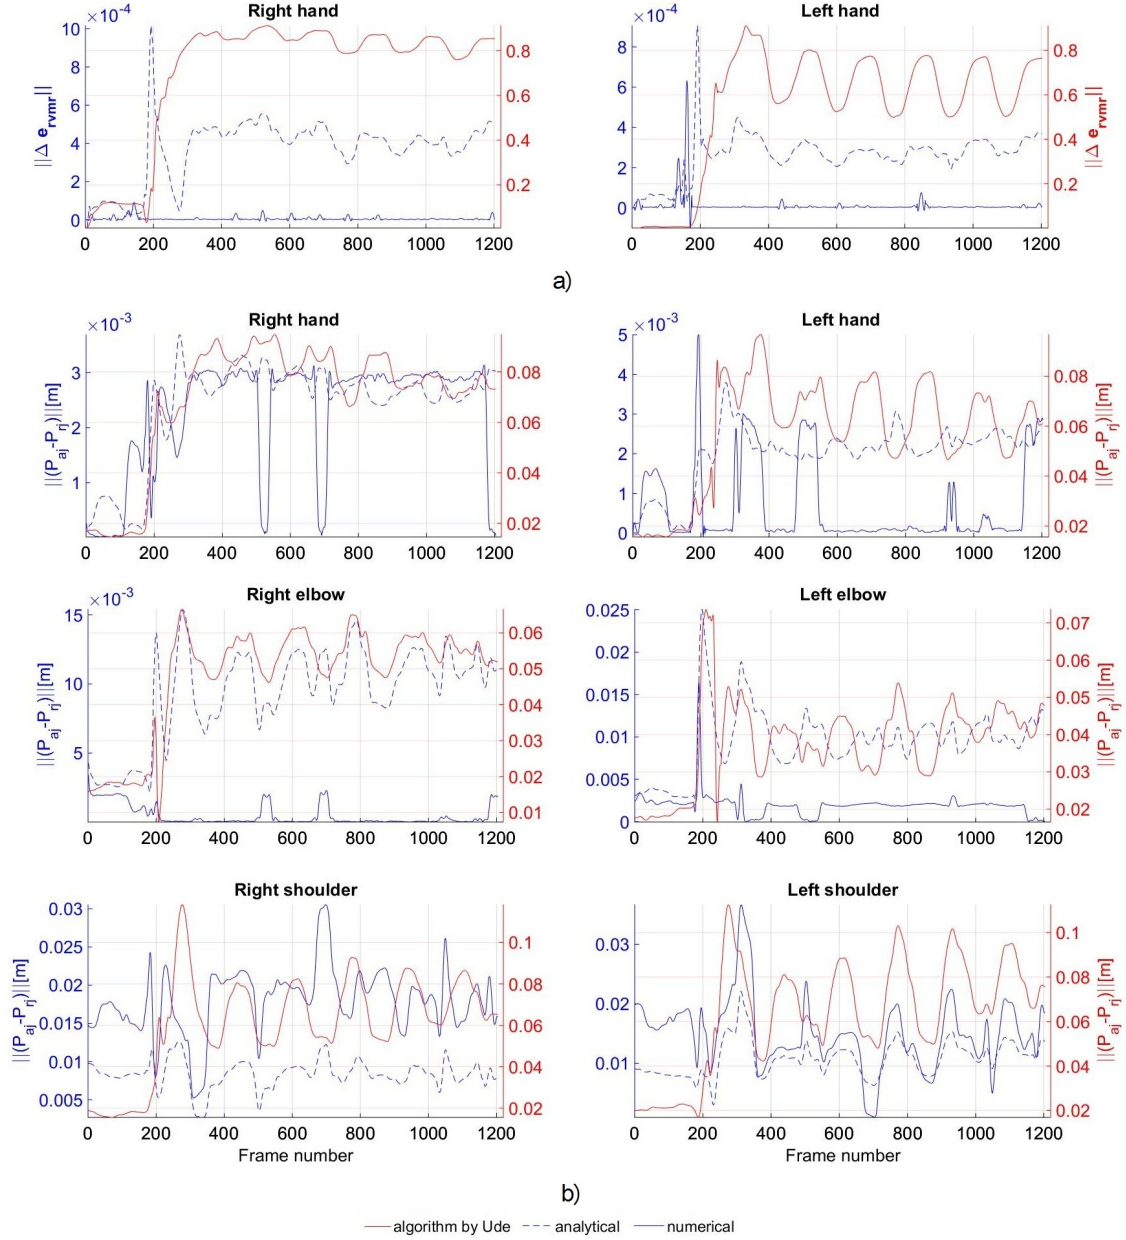 Right hand
Left hand
×10⁻⁴
×10⁻⁴
10
8
6
4
2
0
||Δ e_rvmr||
0.8
0.6
0.4
0.2
0 200 400 600 800 1000 1200
8
6
4
2
0
0.8
0.6
0.4
0.2
||Δ e_rvmr||
0 200 400 600 800 1000 1200
a)
Right hand
Left hand
×10⁻³
×10⁻³
3
2
1
||(P_aj-P_rj)||[m]
0.08
0.06
0.04
0.02
0 200 400 600 800 1000 1200
5
4
3
2
1
0
0.08
0.06
0.04
0.02
||(P_aj-P_rj)||[m]
0 200 400 600 800 1000 1200
Right elbow
Left elbow
×10⁻³
15
10
5
||(P_aj-P_rj)||[m]
0.06
0.05
0.04
0.03
0.02
0.01
0 200 400 600 800 1000 1200
0.025
0.02
0.015
0.01
0.005
0
0.07
0.06
0.05
0.04
0.03
0.02
||(P_aj-P_rj)||[m]
0 200 400 600 800 1000 1200
Right shoulder
Left shoulder
0.03
0.025
0.02
0.015
0.01
0.005
||(P_aj-P_rj)||[m]
0.1
0.08
0.06
0.04
0.02
0 200 400 600 800 1000 1200
Frame number
0.03
0.02
0.01
0.1
0.08
0.06
0.04
0.02
||(P_aj-P_rj)||[m]
0 200 400 600 800 1000 1200
Frame number
b)
algorithm by Ude analytical numerical